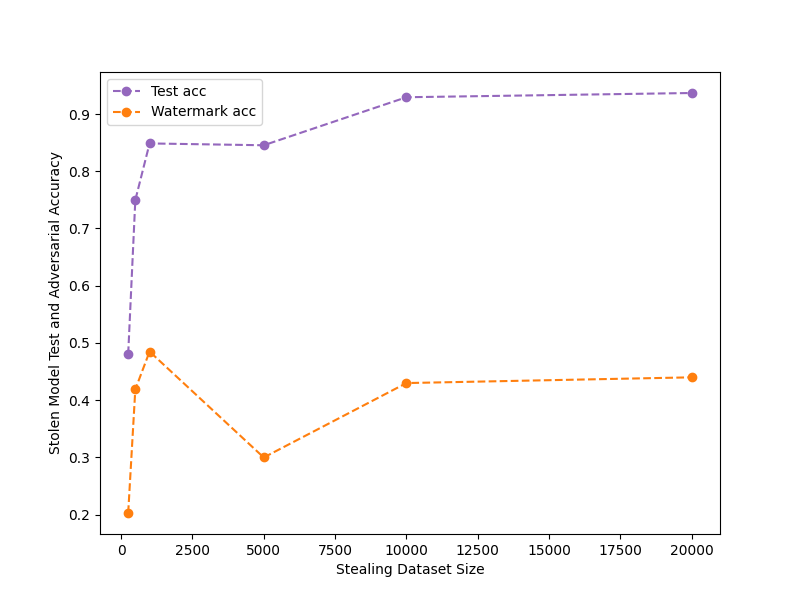 Test acc
Watermark acc
Stolen Model Test and Adversarial Accuracy
0.9
0.8
0.7
0.6
0.5
0.4
0.3
0.2
0 2500 5000 7500 10000 12500 15000 17500 20000
Stealing Dataset Size